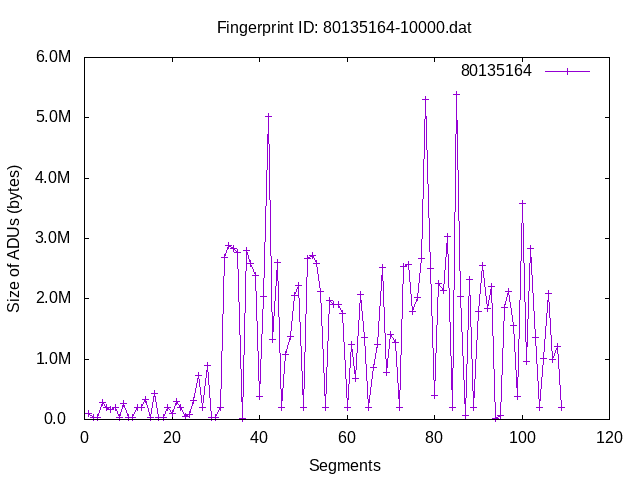 Fingerprint ID: 80135164-10000.dat
80135164
6.0M
5.0M
4.0M
3.0M
2.0M
1.0M
0.0
Size of ADUs (bytes)
0 20 40 60 80 100 120
Segments